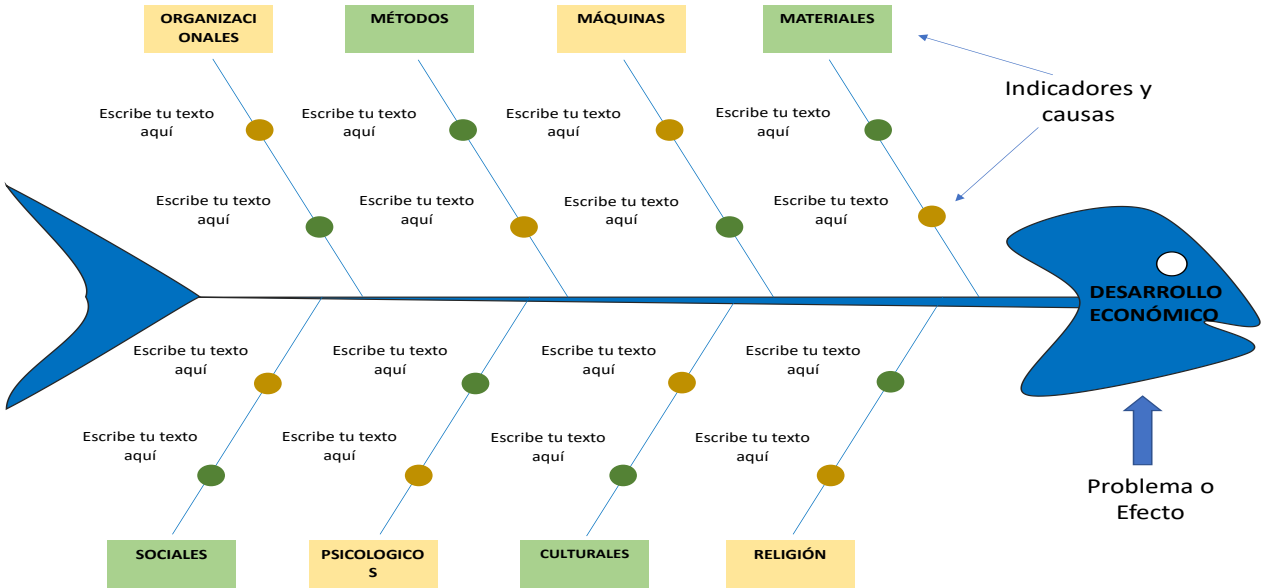 ORGANIZACI
ONALES
MÉTODOS
MÁQUINAS
MATERIALES
Indicadores y
causas
Escribe tu texto
aquí
Escribe tu texto
aquí
Escribe tu texto
aquí
Escribe tu texto
aquí
Escribe tu texto
aquí
Escribe tu texto
aquí
Escribe tu texto
aquí
Escribe tu texto
aquí
DESARROLLO
ECONÓMICO
Escribe tu texto
aquí
Escribe tu texto
aquí
Escribe tu texto
aquí
Escribe tu texto
aquí
Escribe tu texto
aquí
Escribe tu texto
aquí
Escribe tu texto
aquí
Escribe tu texto
aquí
Problema o
Efecto
SOCIALES
PSICOLOGICO
S
CULTURALES
RELIGIÓN